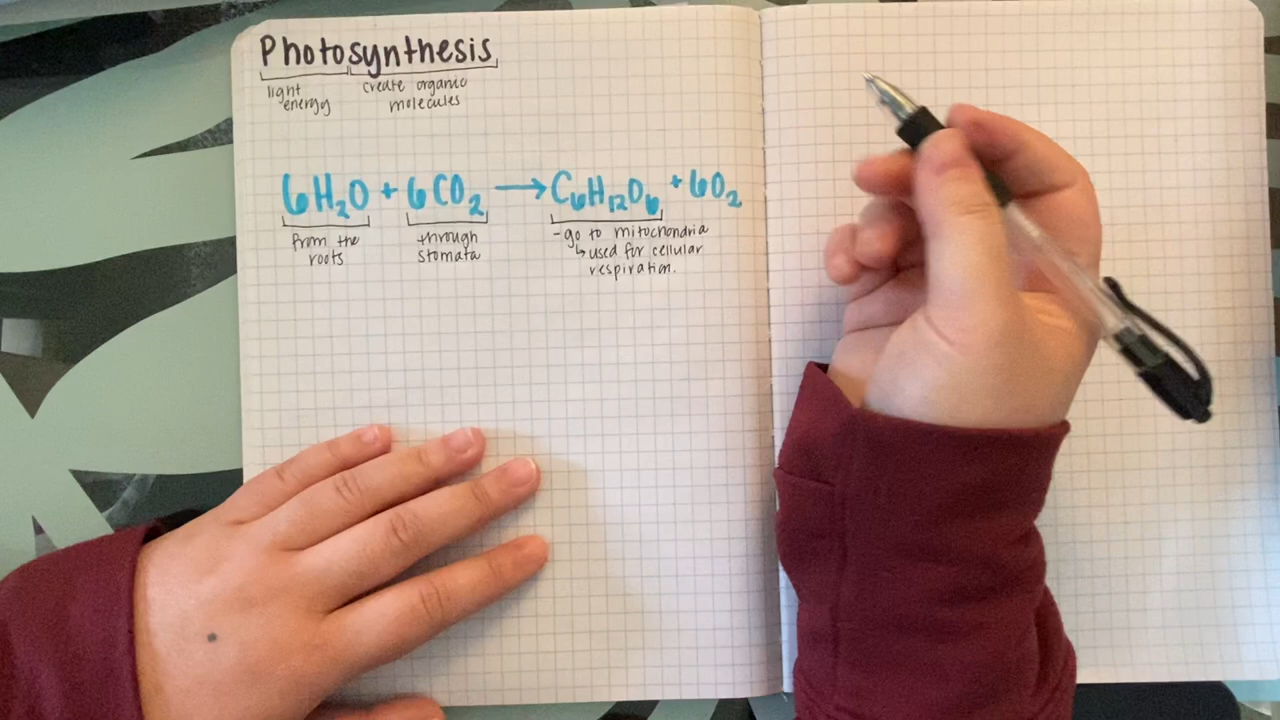 Photosynthesis
light
energy
create organic
molecules
6H₂O + 6CO₂ → C₆H₁₂O₆ + 6O₂
from the
roots
through
stomata
- go to mitochondria
↳ used for cellular
respiration.